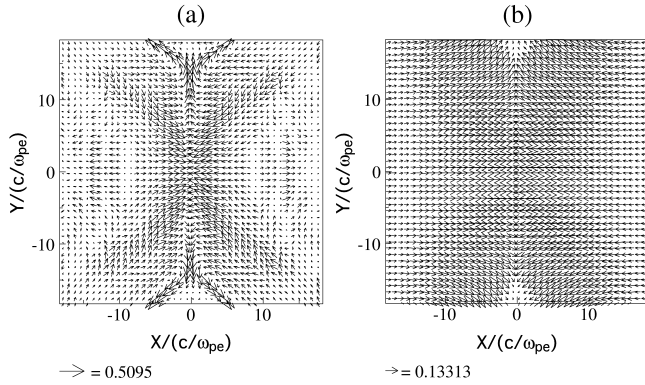 (a)
(b)
10
0
-10
Y/(c/ωpe)
-10
0
10
X/(c/ωpe)
→ = 0.5095
10
0
-10
Y/(c/ωpe)
-10
0
10
X/(c/ωpe)
→ = 0.13313